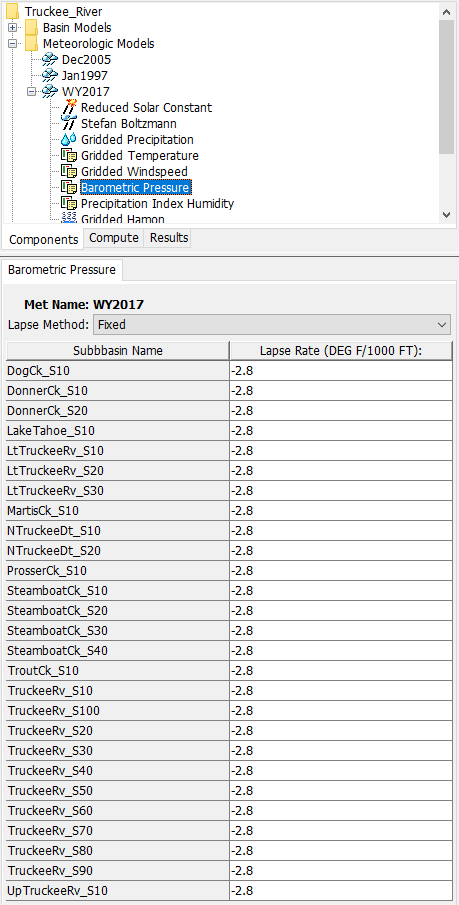 Truckee_River
Basin Models
Meteorologic Models
Dec2005
Jan1997
WY2017
Reduced Solar Constant
Stefan Boltzmann
Gridded Precipitation
Gridded Temperature
Gridded Windspeed
Barometric Pressure
Precipitation Index Humidity
Gridded Hamon
Components Compute Results
Barometric Pressure
Met Name: WY2017
Lapse Method: Fixed
Subbbasin Name Lapse Rate (DEG F/1000 FT):
DogCk_S10 -2.8
DonnerCk_S10 -2.8
DonnerCk_S20 -2.8
LakeTahoe_S10 -2.8
LtTruckeeRv_S10 -2.8
LtTruckeeRv_S20 -2.8
LtTruckeeRv_S30 -2.8
MartisCk_S10 -2.8
NTruckeeDt_S10 -2.8
NTruckeeDt_S20 -2.8
ProsserCk_S10 -2.8
SteamboatCk_S10 -2.8
SteamboatCk_S20 -2.8
SteamboatCk_S30 -2.8
SteamboatCk_S40 -2.8
TroutCk_S10 -2.8
TruckeeRv_S10 -2.8
TruckeeRv_S100 -2.8
TruckeeRv_S20 -2.8
TruckeeRv_S30 -2.8
TruckeeRv_S40 -2.8
TruckeeRv_S50 -2.8
TruckeeRv_S60 -2.8
TruckeeRv_S70 -2.8
TruckeeRv_S80 -2.8
TruckeeRv_S90 -2.8
UpTruckeeRv_S10 -2.8